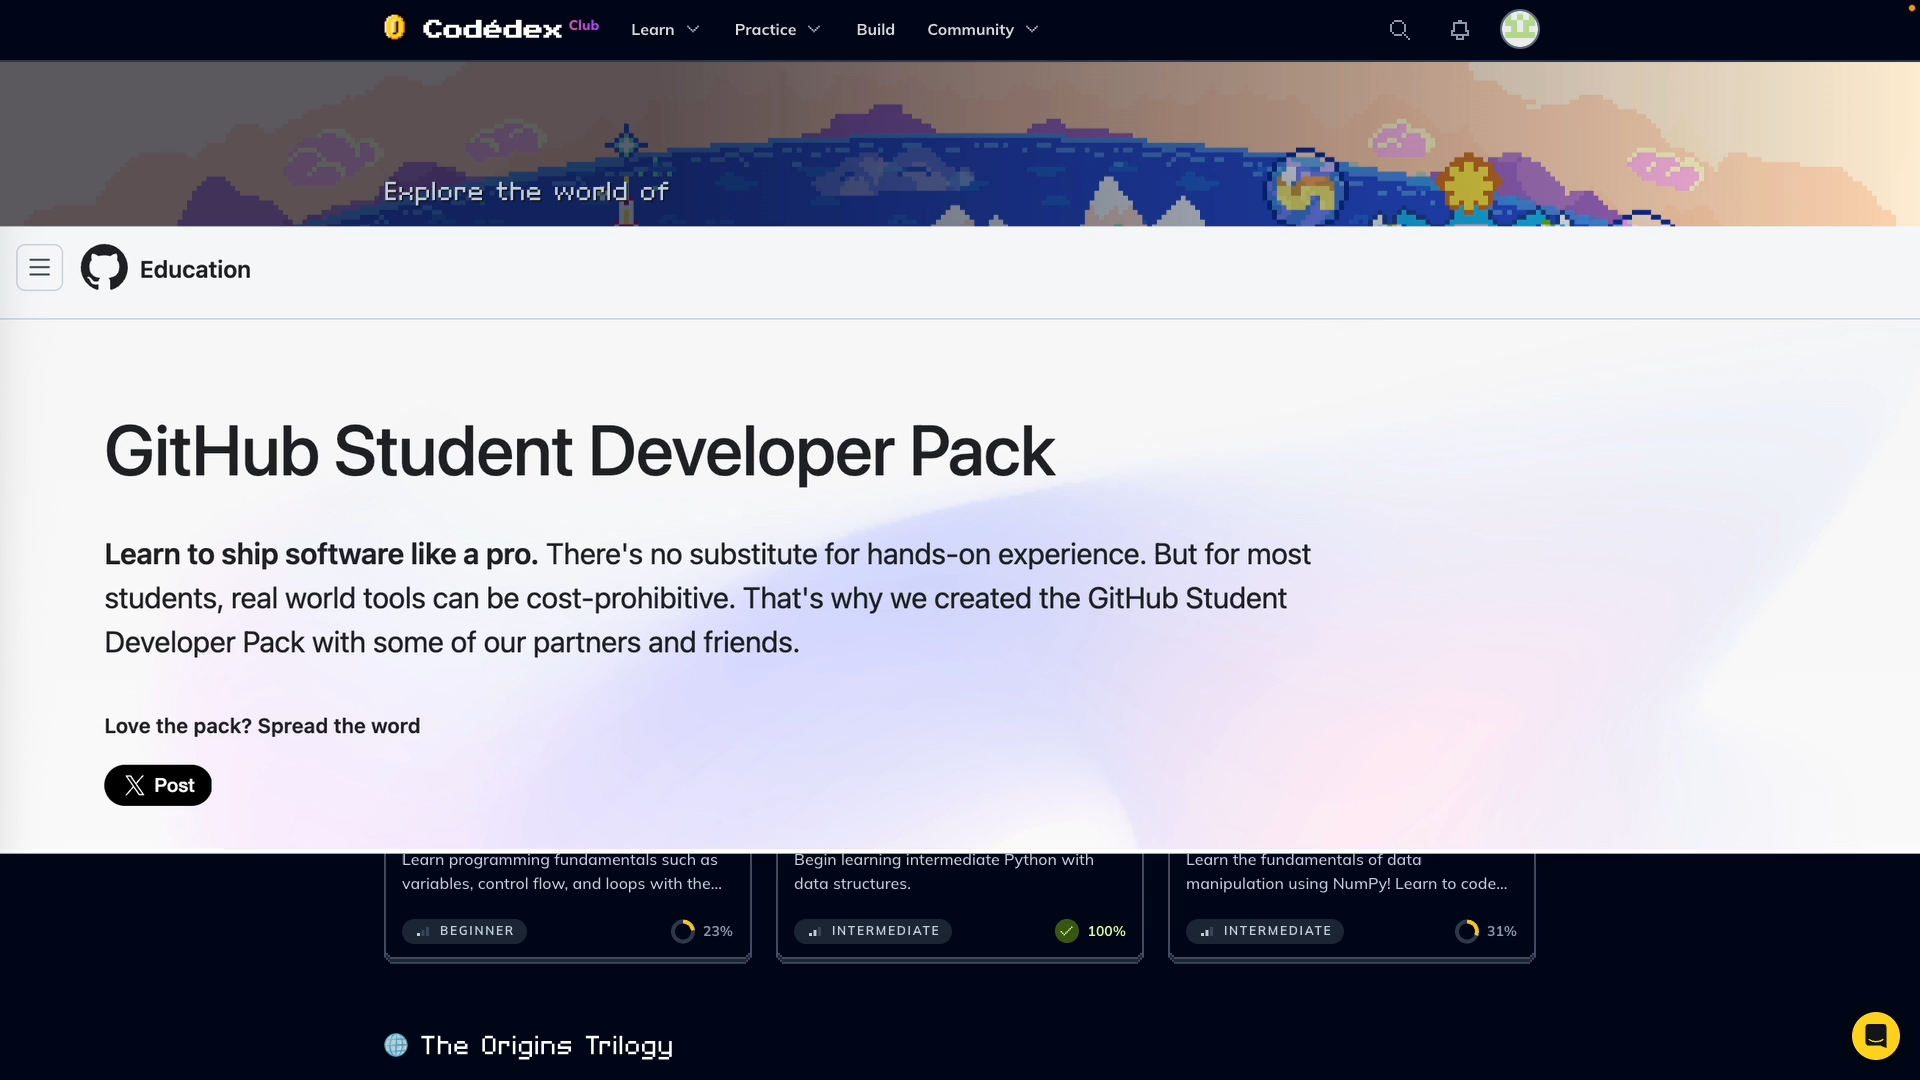 Codédex Club Learn Practice Build Community
Explore the world of
Education
GitHub Student Developer Pack
Learn to ship software like a pro. There's no substitute for hands-on experience. But for most
students, real world tools can be cost-prohibitive. That's why we created the GitHub Student
Developer Pack with some of our partners and friends.
Love the pack? Spread the word
Post
Learn programming fundamentals such as
variables, control flow, and loops with the...
BEGINNER 23%
Begin learning intermediate Python with
data structures.
INTERMEDIATE 100%
Learn the fundamentals of data
manipulation using NumPy! Learn to code...
INTERMEDIATE 31%
The Origins Trilogy